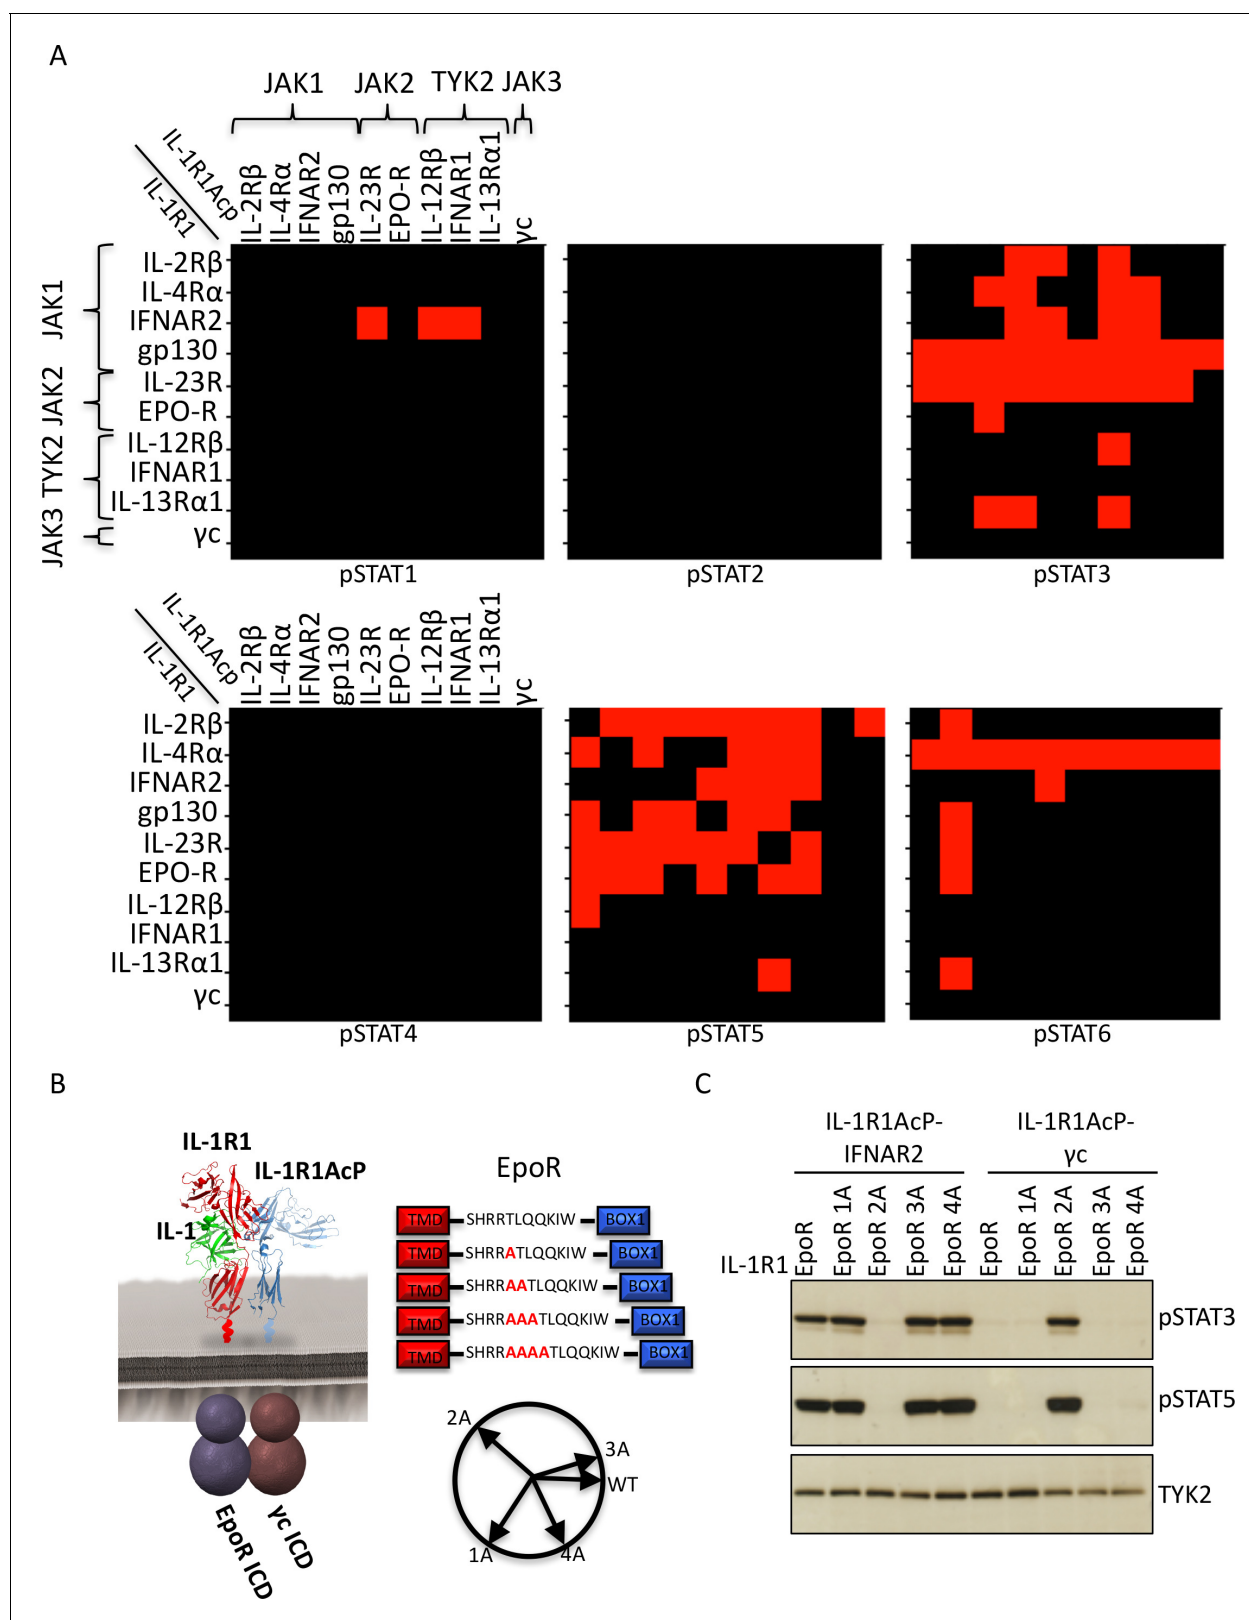 A
JAK1 JAK2 TYK2 JAK3
IL-1R1Acp
IL-1R1
IL-2Rβ
IL-4Rα
IFNAR2
gp130
IL-23R
EPO-R
IL-12Rβ
IFNAR1
IL-13Rα1
γc
JAK1
JAK2
TYK2
JAK3
IL-2Rβ
IL-4Rα
IFNAR2
gp130
IL-23R
EPO-R
IL-12Rβ
IFNAR1
IL-13Rα1
γc
pSTAT1 pSTAT2 pSTAT3
IL-1R1Acp
IL-1R1
IL-2Rβ
IL-4Rα
IFNAR2
gp130
IL-23R
EPO-R
IL-12Rβ
IFNAR1
IL-13Rα1
γc
IL-2Rβ
IL-4Rα
IFNAR2
gp130
IL-23R
EPO-R
IL-12Rβ
IFNAR1
IL-13Rα1
γc
pSTAT4 pSTAT5 pSTAT6
B
IL-1R1
IL-1R1AcP
IL-1
EpoR ICD
γc ICD
EpoR
TMD SHRRTLQQKIW BOX1
TMD SHRRATLQQKIW BOX1
TMD SHRRAATLQQKIW BOX1
TMD SHRRAAATLQQKIW BOX1
TMD SHRRAAAATLQQKIW BOX1
2A
3A
WT
1A
4A
C
IL-1R1AcP-IFNAR2
IL-1R1AcP-γc
IL-1R1
EpoR
EpoR 1A
EpoR 2A
EpoR 3A
EpoR 4A
EpoR
EpoR 1A
EpoR 2A
EpoR 3A
EpoR 4A
pSTAT3
pSTAT5
TYK2